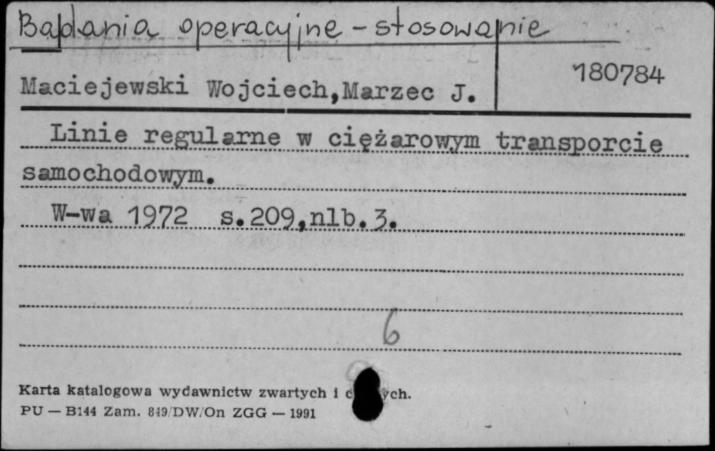 Badania operacyjne - stosowanie
Maciejewski Wojciech, Marzec J.
180784
Linie regularne w ciężarowym transporcie
samochodowym.
W-wa 1972 s.209,nlb.3.
6
Karta katalogowa wydawnictw zwartych i
PU — B144 Zam. 849/DW/On ZGG — 1991